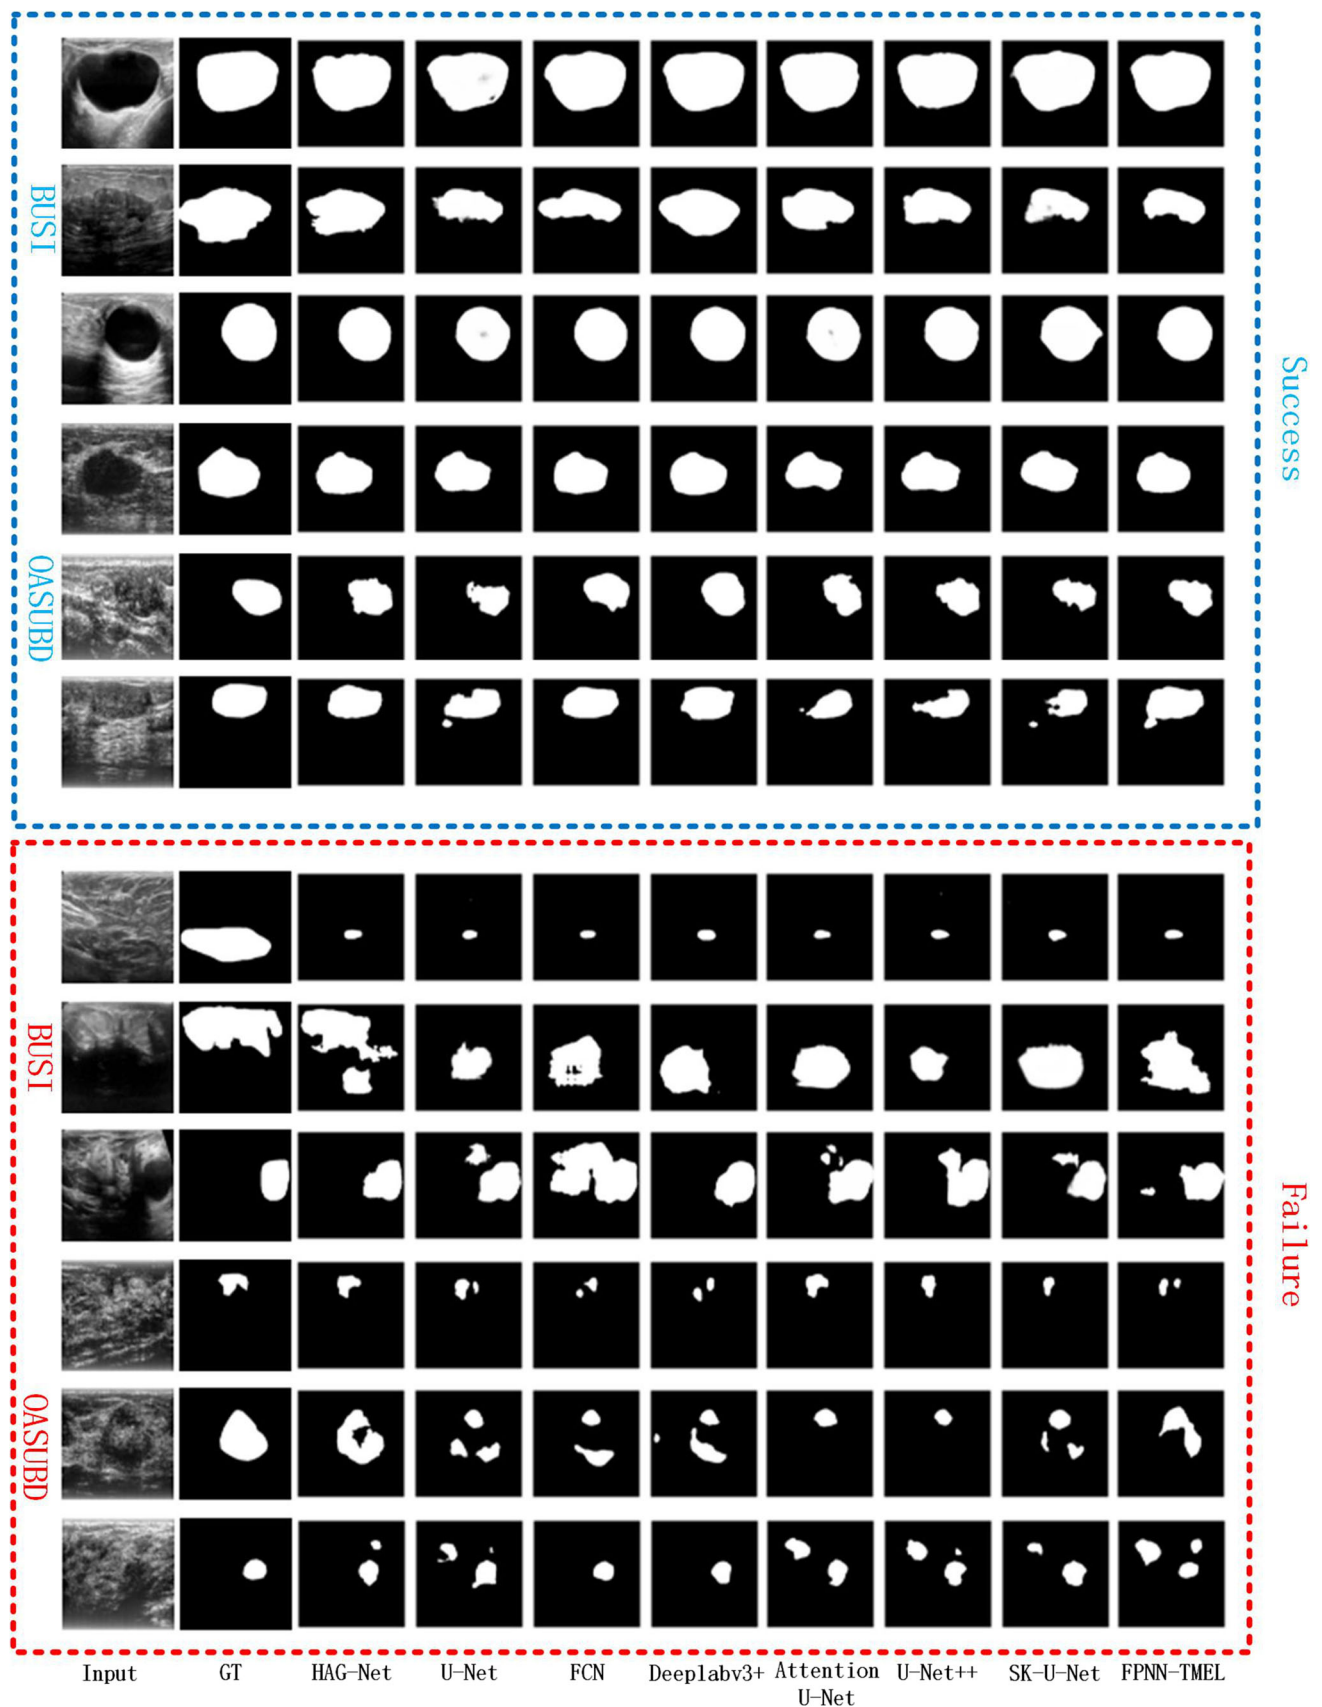 BUSI
OASUBD
Success
BUSI
OASUBD
Failure
Input GT HAG-Net U-Net FCN Deeplabv3+ Attention U-Net++ SK-U-Net FPNN-TMEL
U-Net